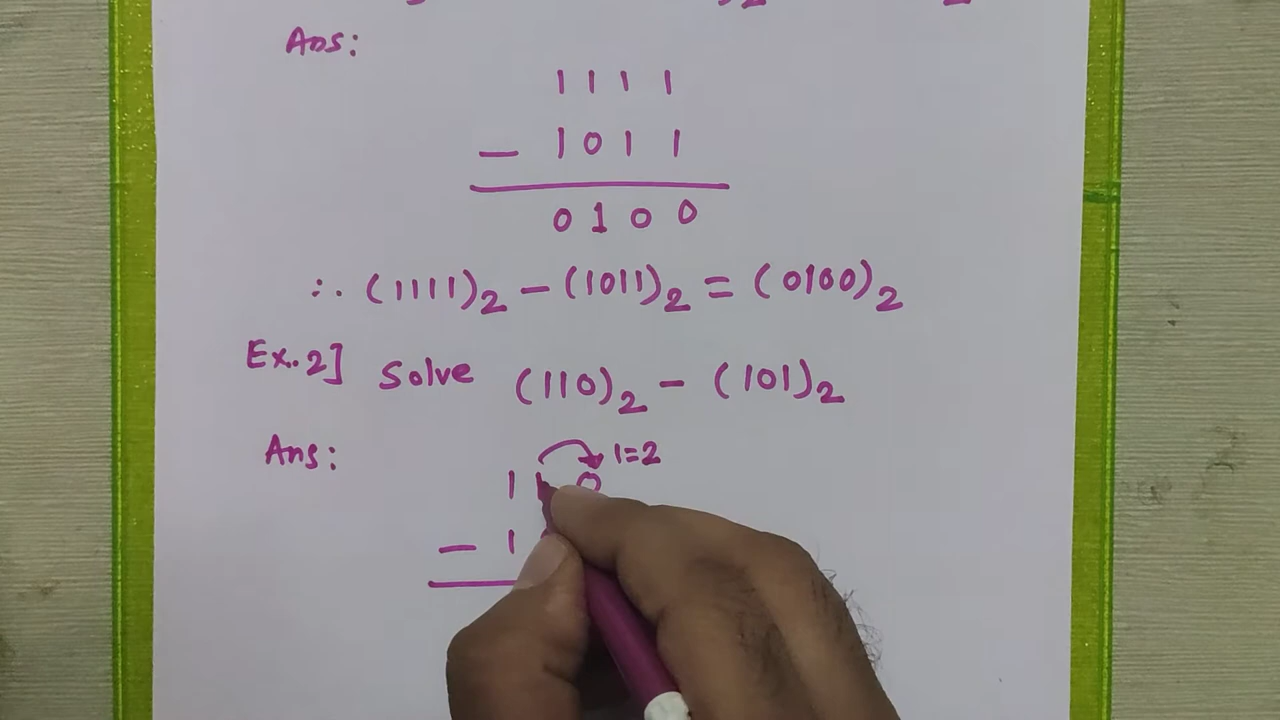 Ans:
1 1 1 1
— 1 0 1 1
0 1 0 0
∴ (1111)₂ — (1011)₂ = (0100)₂
Ex. 2] Solve (110)₂ — (101)₂
Ans:
1=2
1 1 0
— 1